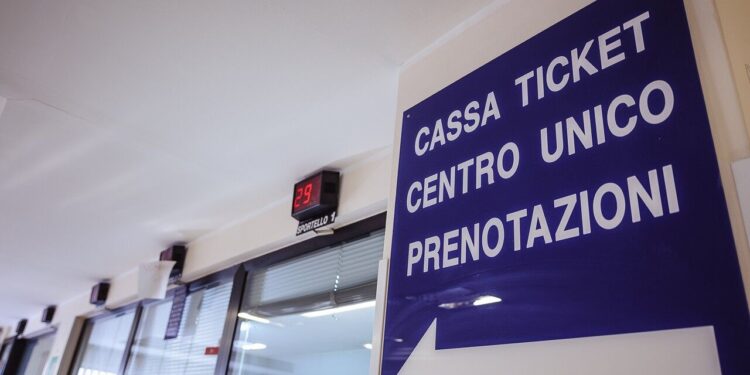 CASSA TICKET
CENTRO UNICO
PRENOTAZIONI
29
SPORTELLO 1